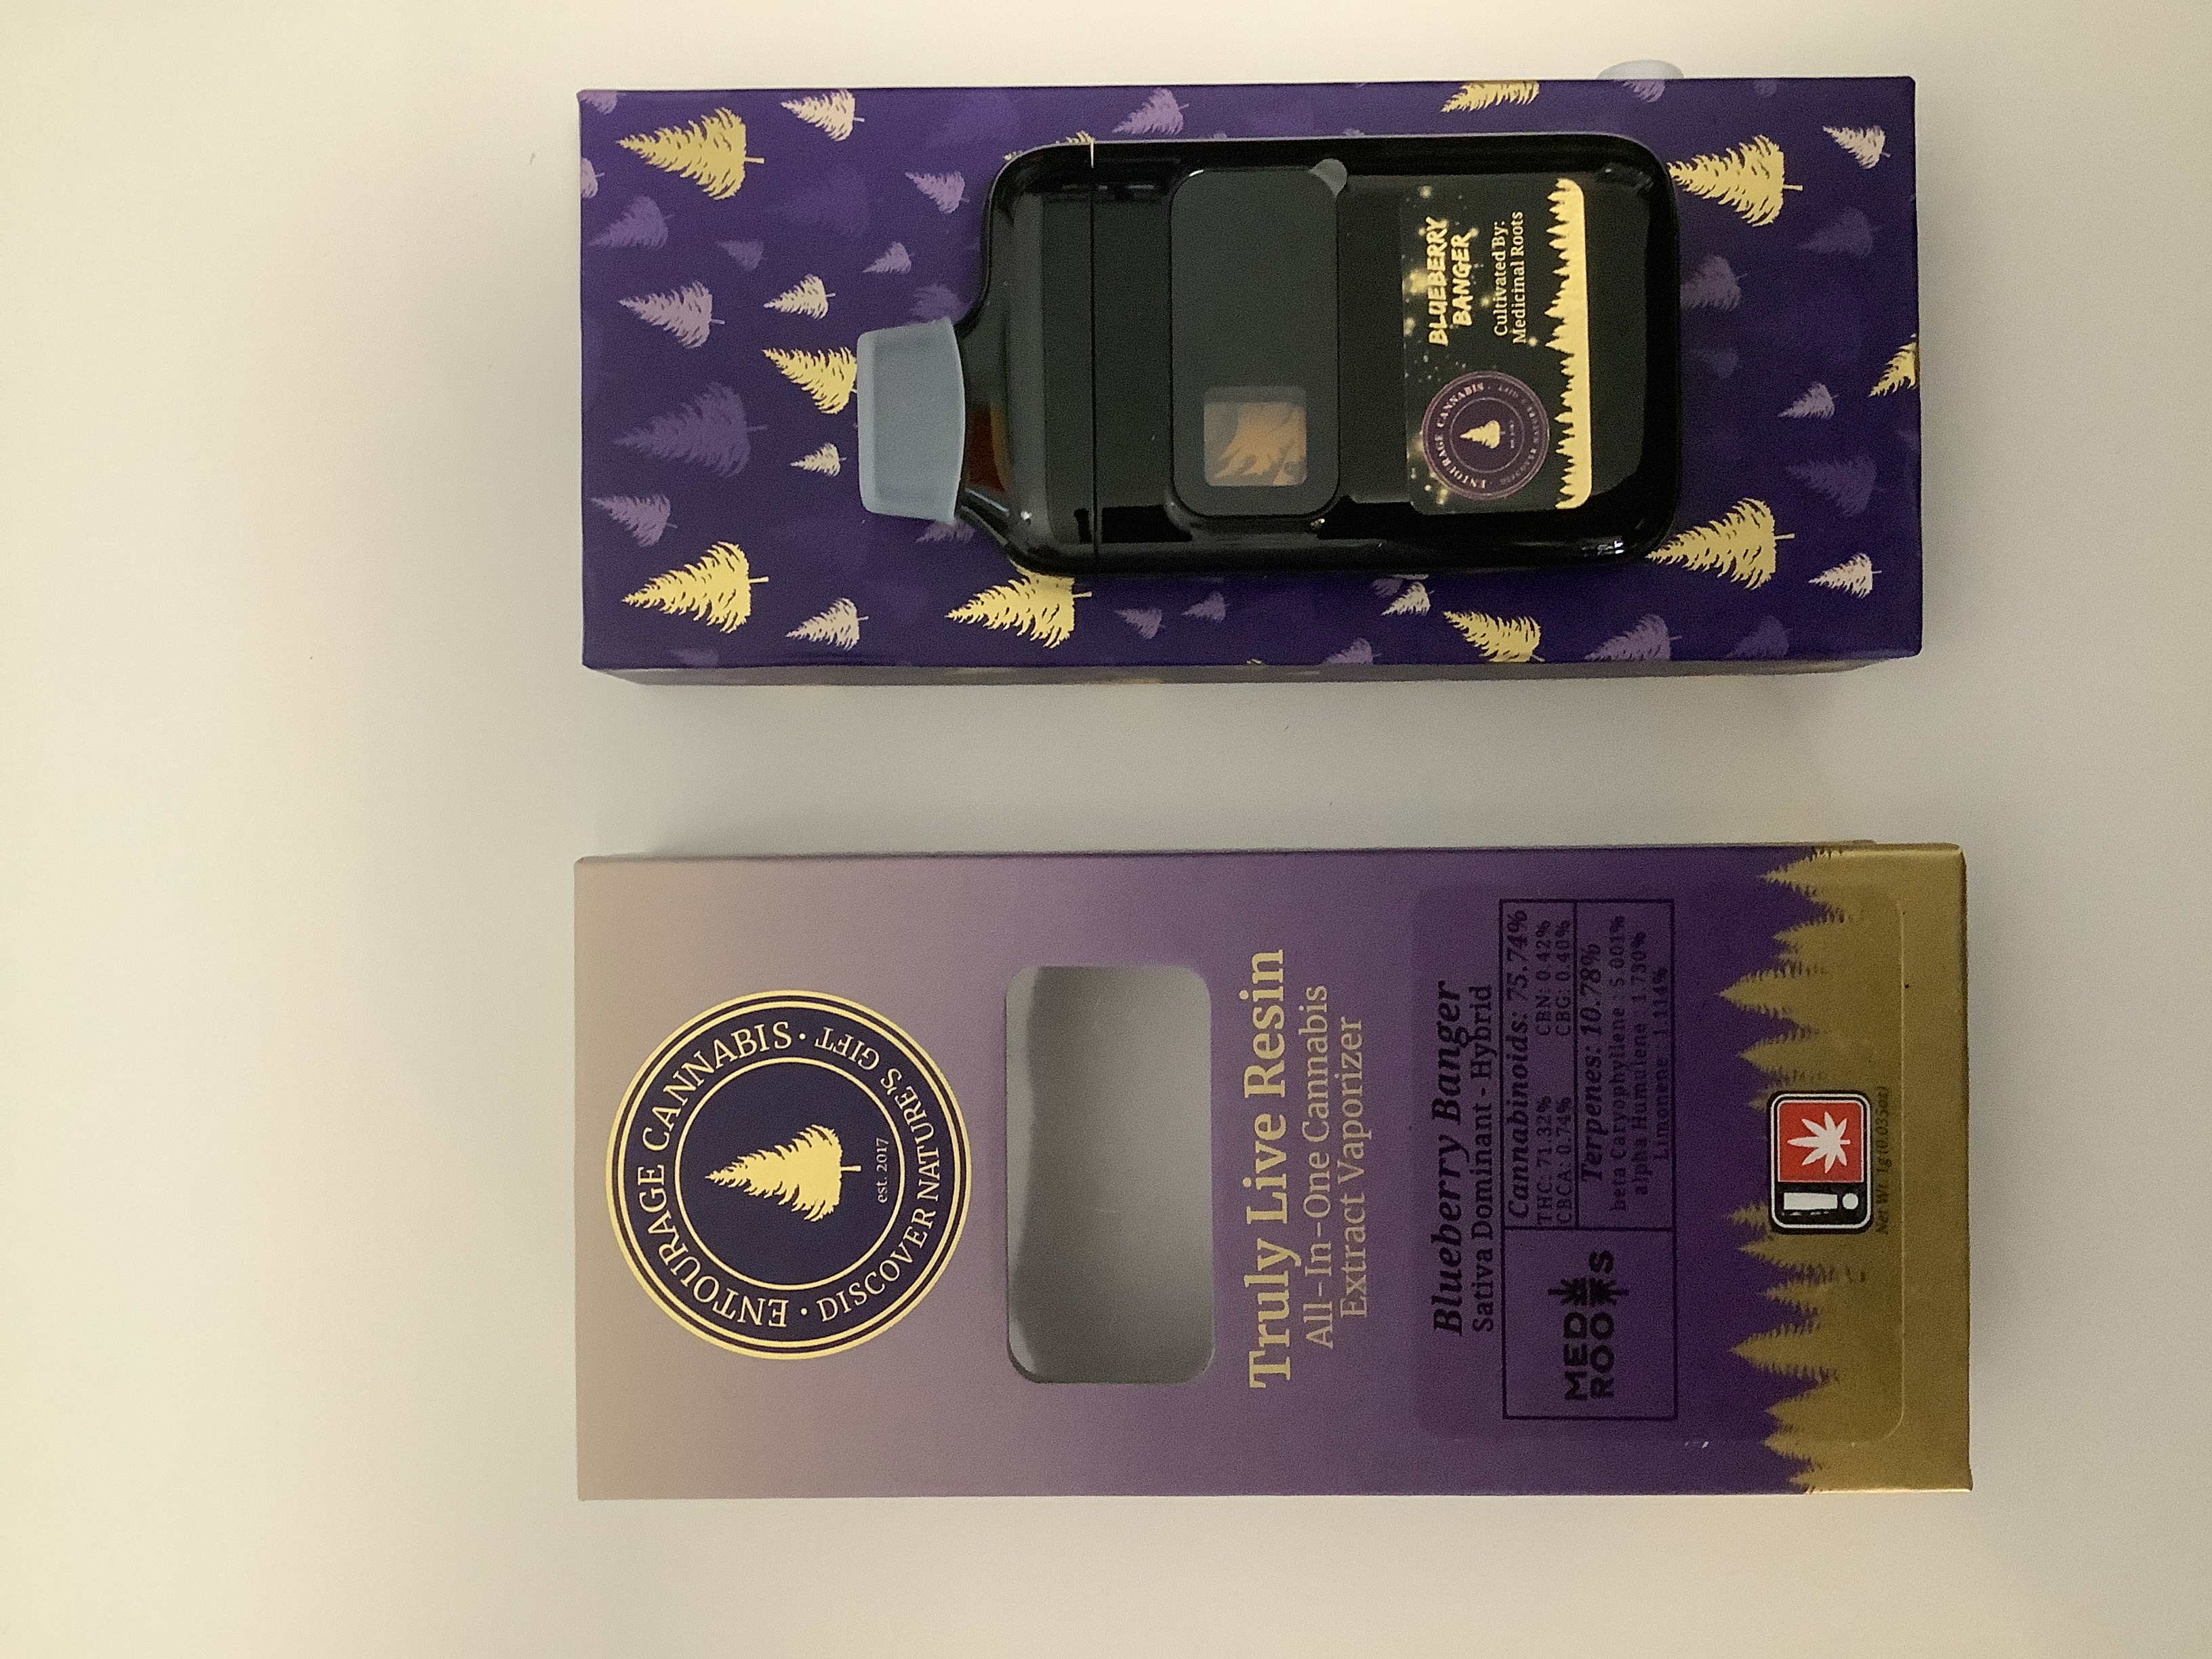 BLUEBERRY
BANGER
Cultivated By:
Medicinal Roots
ENTOURAGE CANNABIS ·
ENTOURAGE CANNABIS · DISCOVER NATURE'S GIFT ·
est. 2017
Truly Live Resin
All-In-One Cannabis
Extract Vaporizer
Blueberry Banger
Sativa Dominant - Hybrid
MED
ROOTS
Cannabinoids: 75.74%
THC: 71.32% CBN: 0.42%
CBCA: 0.74% CBG: 0.40%
Terpenes: 10.78%
beta Caryophyllene : 5.001%
alpha Humulene : 1.730%
Limonene : 1.114%
!
Net Wt. 1g (0.035oz)